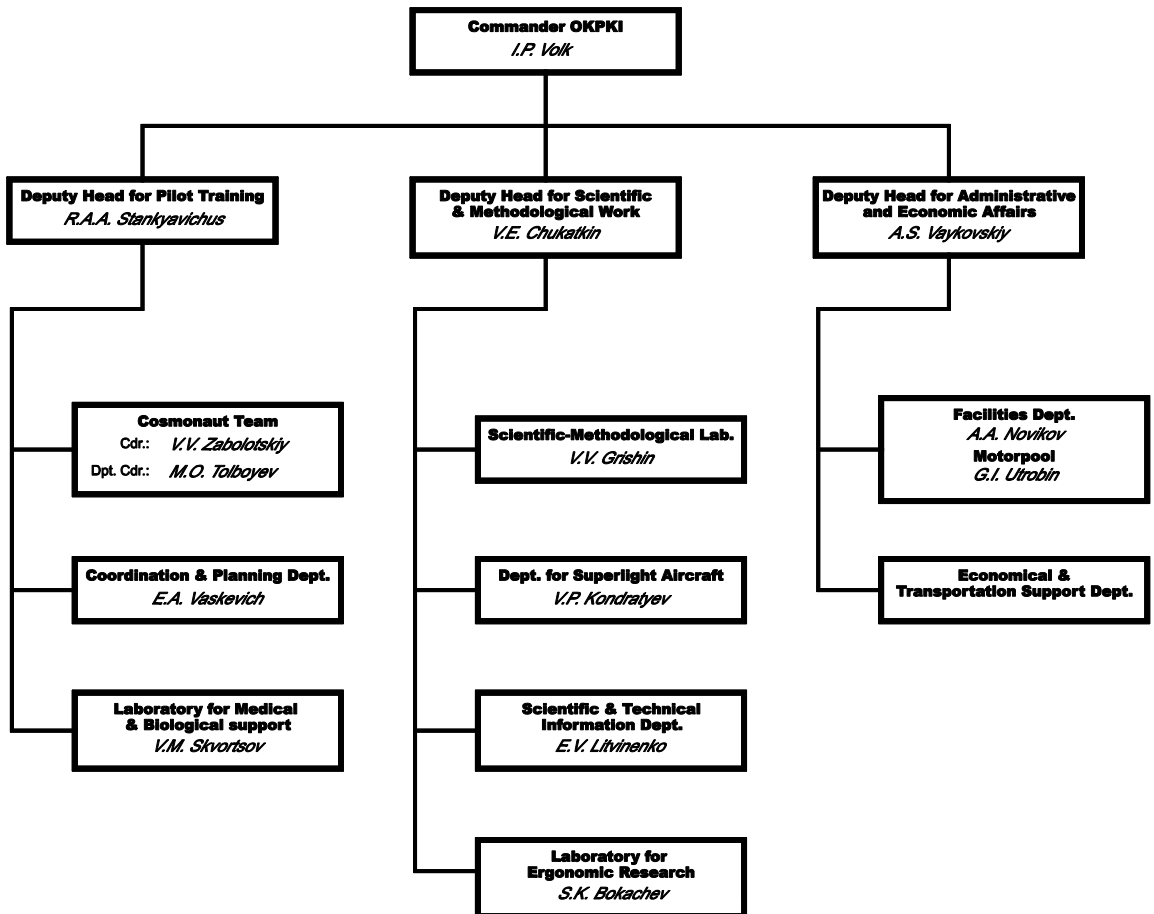 Commander OKPKI
I.P. Volk
Deputy Head for Pilot Training
R.A.A. Stankyavichus
Deputy Head for Scientific
& Methodological Work
V.E. Chukatkin
Deputy Head for Administrative
and Economic Affairs
A.S. Vaykovskiy
Cosmonaut Team
Cdr.: V.V. Zabolotskiy
Dpt. Cdr.: M.O. Tolboyev
Coordination & Planning Dept.
E.A. Vaskevich
Laboratory for Medical
& Biological support
V.M. Skvortsov
Scientific-Methodological Lab.
V.V. Grishin
Dept. for Superlight Aircraft
V.P. Kondratyev
Scientific & Technical
Information Dept.
E.V. Litvinenko
Laboratory for
Ergonomic Research
S.K. Bokachev
Facilities Dept.
A.A. Novikov
Motorpool
G.I. Utrobin
Economical &
Transportation Support Dept.